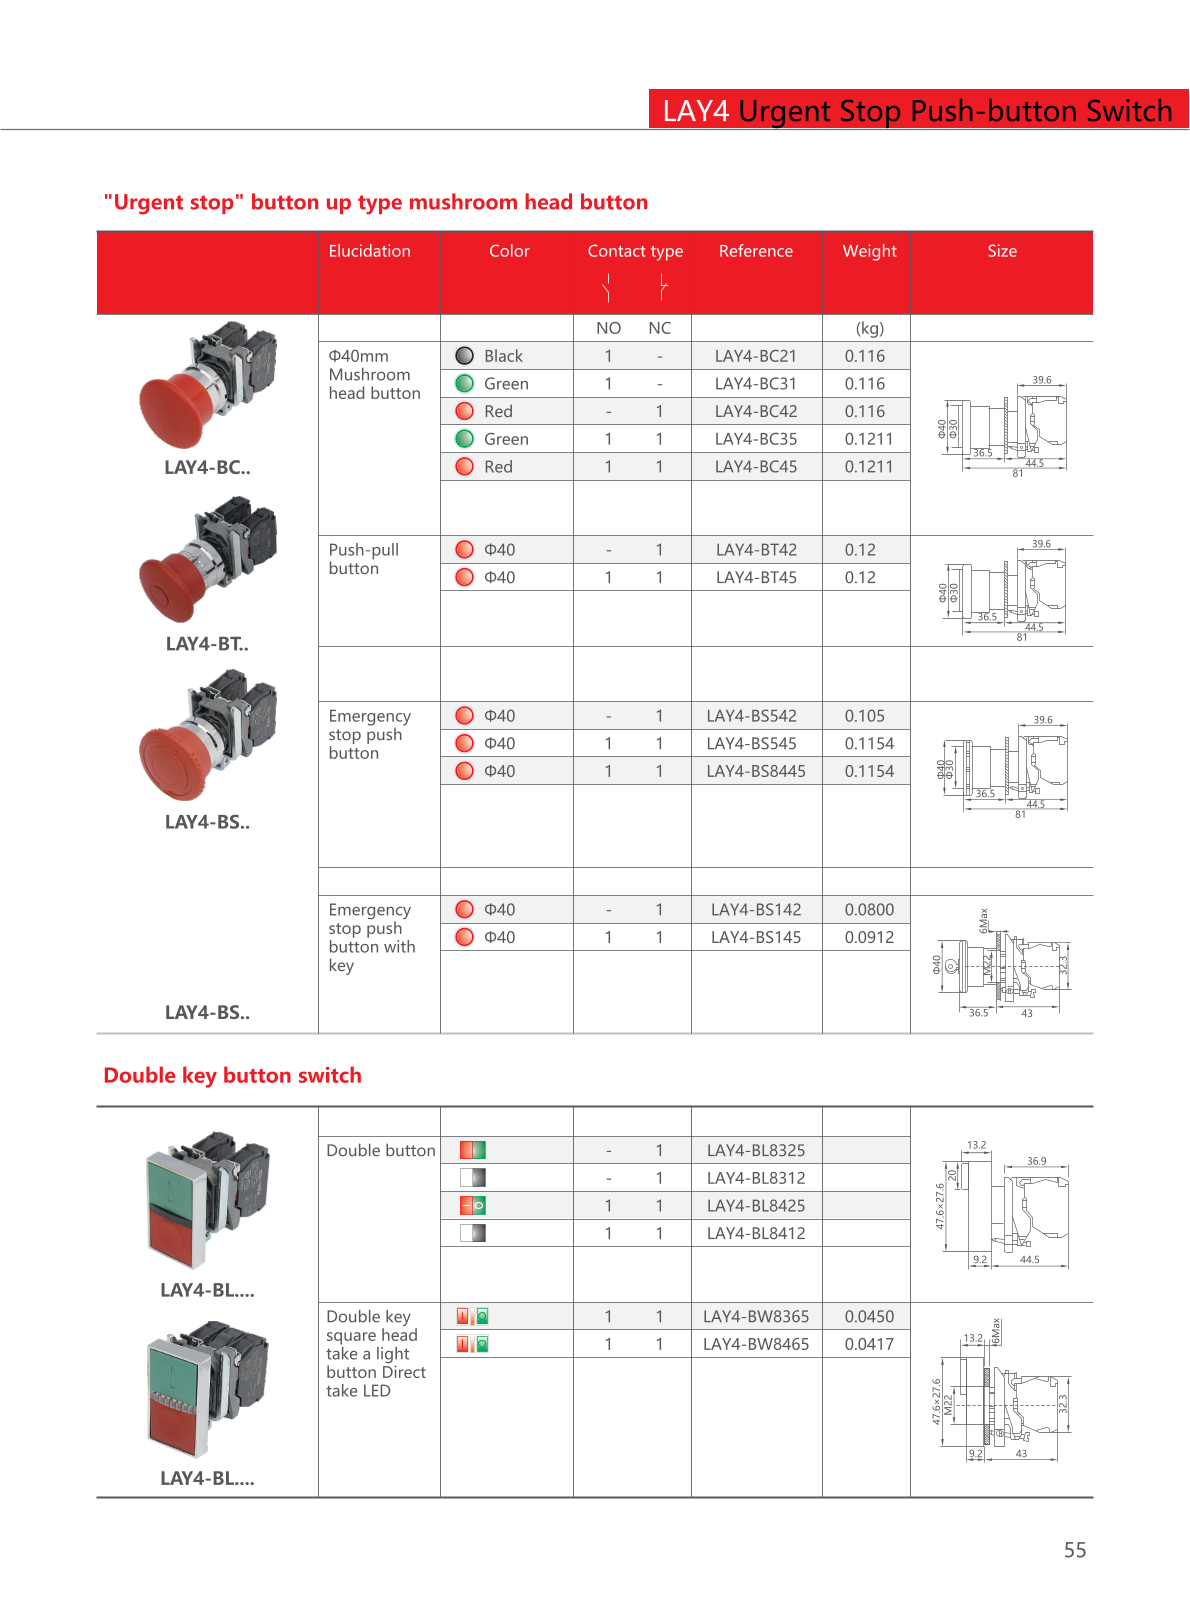 LAY4 Urgent Stop Push-button Switch
"Urgent stop" button up type mushroom head button
Elucidation Color Contact type Reference Weight Size
NO NC (kg)
Φ40mm
Mushroom
head button
Black 1 - LAY4-BC21 0.116
Green 1 - LAY4-BC31 0.116
Red - 1 LAY4-BC42 0.116
Green 1 1 LAY4-BC35 0.1211
Red 1 1 LAY4-BC45 0.1211
39.6
Φ40
Φ30
36.5
44.5
81
LAY4-BC..
Push-pull
button
Φ40 - 1 LAY4-BT42 0.12
Φ40 1 1 LAY4-BT45 0.12
39.6
Φ40
Φ30
36.5
44.5
81
LAY4-BT..
Emergency
stop push
button
Φ40 - 1 LAY4-BS542 0.105
Φ40 1 1 LAY4-BS545 0.1154
Φ40 1 1 LAY4-BS8445 0.1154
39.6
Φ40
Φ30
36.5
44.5
81
LAY4-BS..
Emergency
stop push
button with
key
Φ40 - 1 LAY4-BS142 0.0800
Φ40 1 1 LAY4-BS145 0.0912
6Max
Φ40
M22
32.3
36.5
43
LAY4-BS..
Double key button switch
Double button
- 1 LAY4-BL8325
- 1 LAY4-BL8312
1 1 LAY4-BL8425
1 1 LAY4-BL8412
13.2
36.9
20
47.6×27.6
9.2
44.5
LAY4-BL....
Double key
square head
take a light
button Direct
take LED
1 1 LAY4-BW8365 0.0450
1 1 LAY4-BW8465 0.0417
13.2
6Max
47.6×27.6
M22
32.3
9.2
43
LAY4-BL....
55